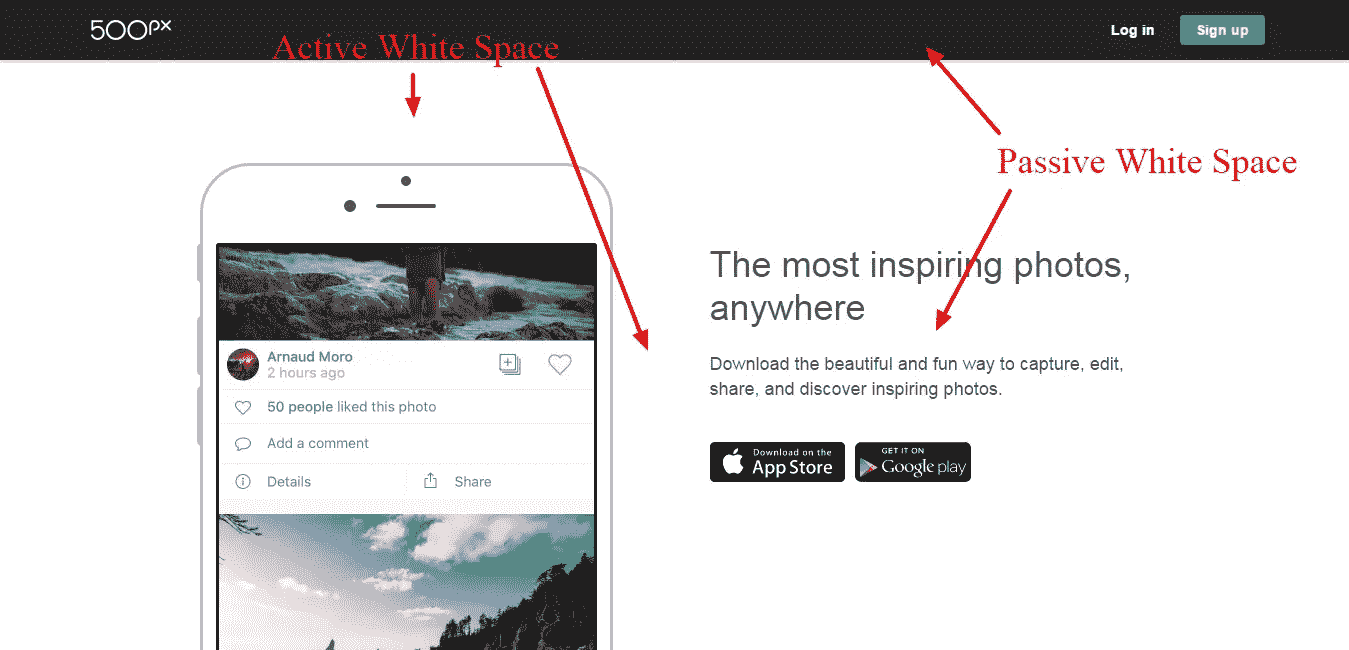 500px
Log in
Sign up
Active White Space
Passive White Space
The most inspiring photos,
anywhere
Download the beautiful and fun way to capture, edit,
share, and discover inspiring photos.
Download on the
App Store
GET IT ON
Google play
Arnaud Moro
2 hours ago
50 people liked this photo
Add a comment
Details
Share